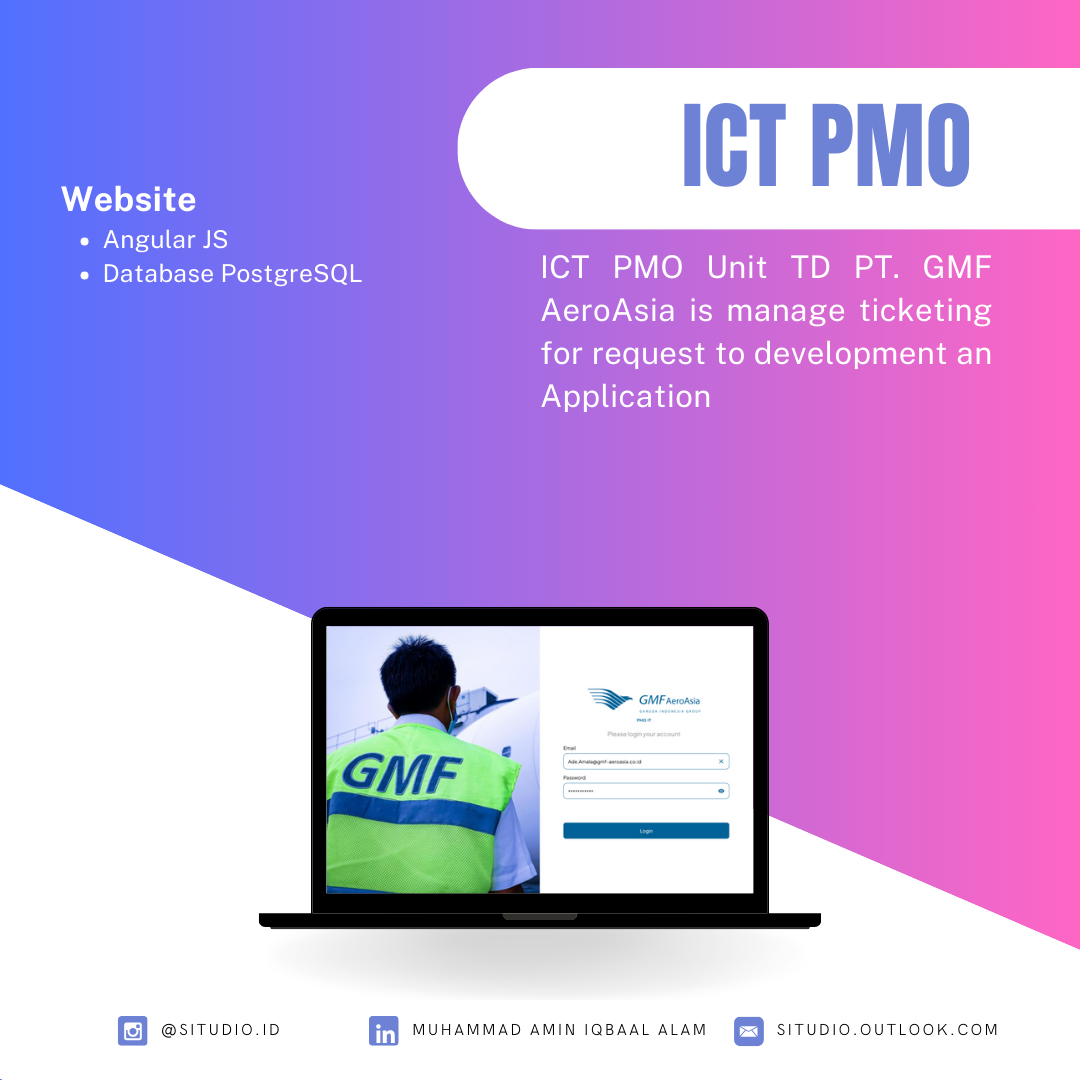 ICT PMO
Website
• Angular JS
• Database PostgreSQL
ICT PMO Unit TD PT. GMF
AeroAsia is manage ticketing
for request to development an
Application
GMF
GMF AeroAsia
GARUDA INDONESIA GROUP
PMO IT
Please login your account
Email
Ade.Amala@gmf-aeroasia.co.id
Password
Login
@SITUDIO.ID
MUHAMMAD AMIN IQBAAL ALAM
SITUDIO.OUTLOOK.COM